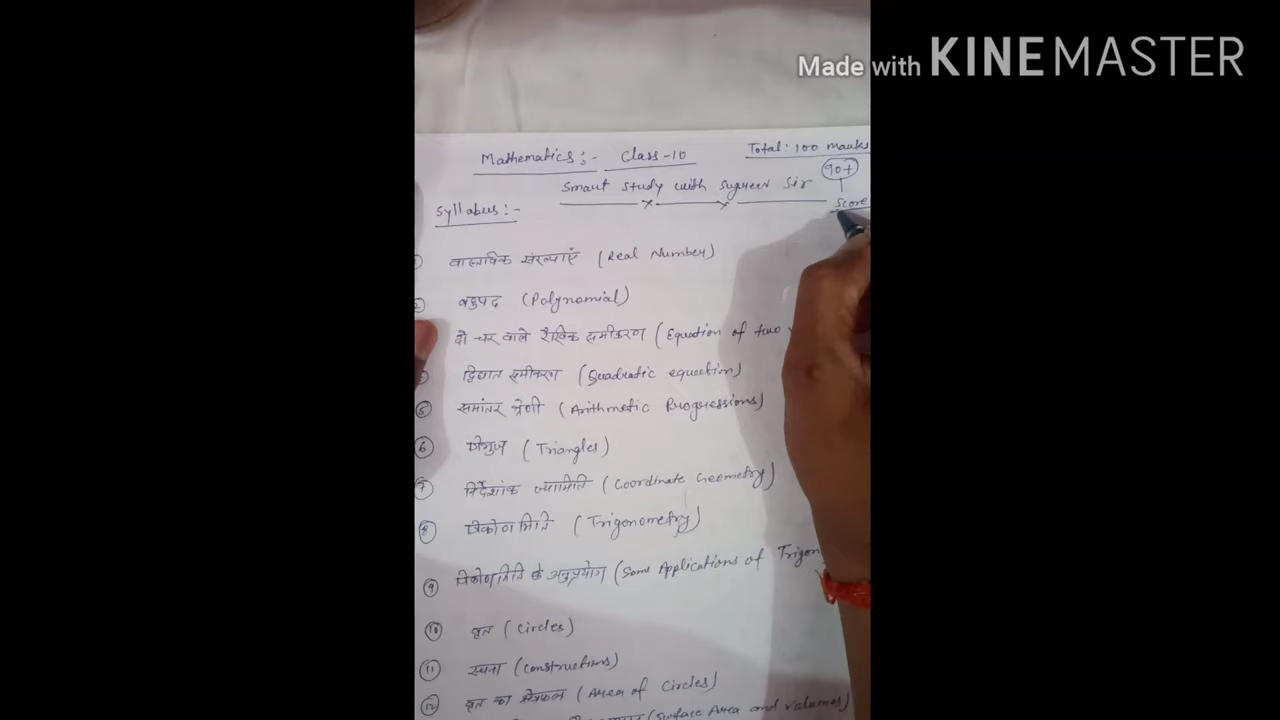 Made with KINEMASTER
Mathematics :- Class-10 Total: 100 marks
90+
Smart study with Sir
Score
Syllabus :-
वास्तविक संख्याएं (Real Number)
बहुपद (Polynomial)
दो चर वाले रैखिक समीकरण (Equation of two
द्विघात समीकरण (Quadratic equation)
5 समांतर श्रेणी (Arithmetic Progressions)
6 त्रिभुज (Triangles)
7 निर्देशांक ज्यामिति (Coordinate Geometry)
8 त्रिकोणमिति (Trigonometry)
9 त्रिकोणमिति के अनुप्रयोग (Some Applications of Trigon
10 वृत (Circles)
11 रचना (Constructions)
12 वृत का क्षेत्रफल (Area of Circles)
(Surface Area and Volumes)